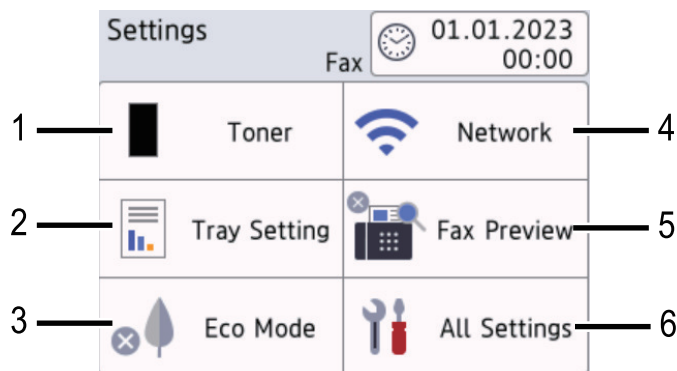 Settings
Fax
01.01.2023
00:00
1
Toner
Network
4
2
Tray Setting
Fax Preview
5
3
Eco Mode
All Settings
6